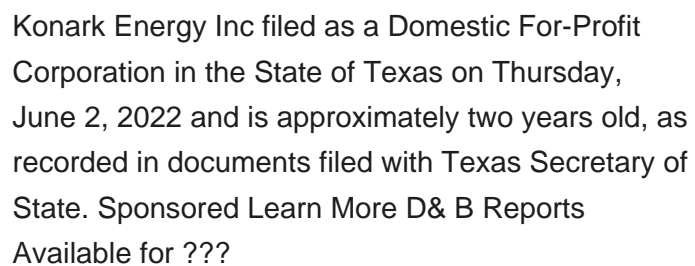 Konark Energy Inc filed as a Domestic For-Profit
Corporation in the State of Texas on Thursday,
June 2, 2022 and is approximately two years old, as
recorded in documents filed with Texas Secretary of
State. Sponsored Learn More D& B Reports
Available for ???